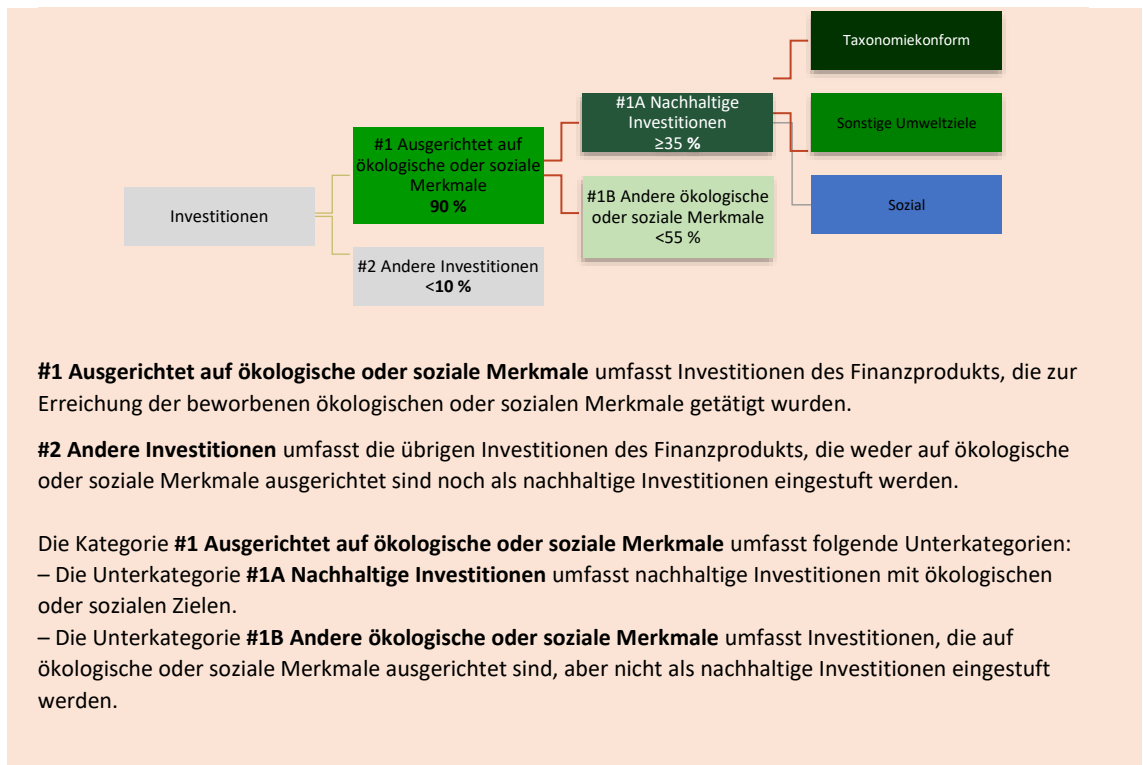 Taxonomiekonform
#1A Nachhaltige
Investitionen
≥35 %
Sonstige Umweltziele
#1 Ausgerichtet auf
ökologische oder soziale
Merkmale
90 %
#1B Andere ökologische
oder soziale Merkmale
<55 %
Sozial
Investitionen
#2 Andere Investitionen
<10 %
#1 Ausgerichtet auf ökologische oder soziale Merkmale umfasst Investitionen des Finanzprodukts, die zur
Erreichung der beworbenen ökologischen oder sozialen Merkmale getätigt wurden.
#2 Andere Investitionen umfasst die übrigen Investitionen des Finanzprodukts, die weder auf ökologische
oder soziale Merkmale ausgerichtet sind noch als nachhaltige Investitionen eingestuft werden.
Die Kategorie #1 Ausgerichtet auf ökologische oder soziale Merkmale umfasst folgende Unterkategorien:
– Die Unterkategorie #1A Nachhaltige Investitionen umfasst nachhaltige Investitionen mit ökologischen
oder sozialen Zielen.
– Die Unterkategorie #1B Andere ökologische oder soziale Merkmale umfasst Investitionen, die auf
ökologische oder soziale Merkmale ausgerichtet sind, aber nicht als nachhaltige Investitionen eingestuft
werden.